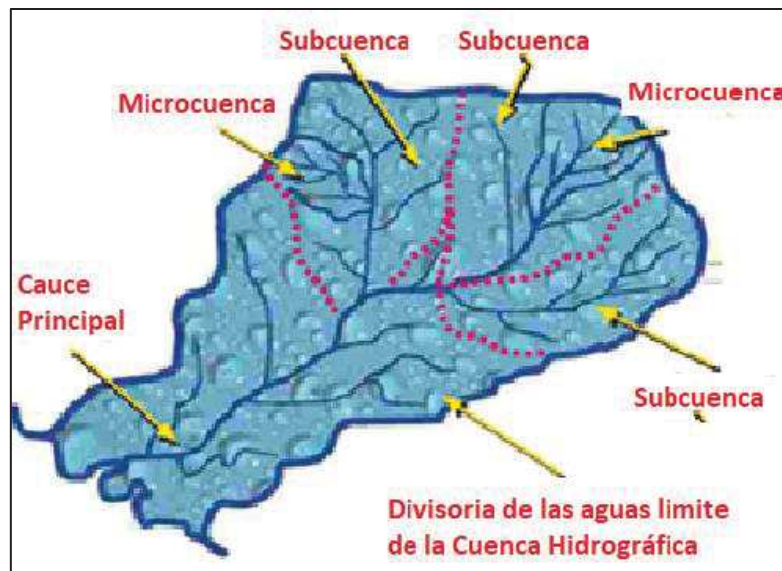 Subcuenca
Subcuenca
Microcuenca
Microcuenca
Cauce
Principal
Subcuenca
Divisoria de las aguas limite
de la Cuenca Hidrográfica